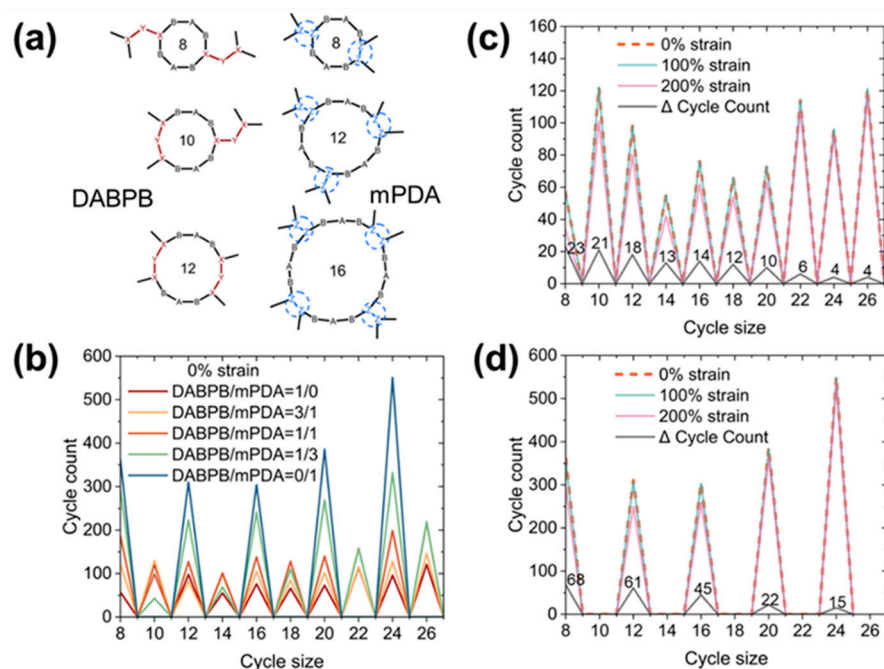 (a)
8
8
10
12
DABPB
mPDA
12
16
(b)
600
500
400
300
200
100
0
Cycle count
0% strain
DABPB/mPDA=1/0
DABPB/mPDA=3/1
DABPB/mPDA=1/1
DABPB/mPDA=1/3
DABPB/mPDA=0/1
8 10 12 14 16 18 20 22 24 26
Cycle size
(c)
160
140
120
100
80
60
40
20
0
Cycle count
0% strain
100% strain
200% strain
Δ Cycle Count
23 21 18 13 14 12 10 6 4 4
8 10 12 14 16 18 20 22 24 26
Cycle size
(d)
600
500
400
300
200
100
0
Cycle count
0% strain
100% strain
200% strain
Δ Cycle Count
68 61 45 22 15
8 10 12 14 16 18 20 22 24 26
Cycle size